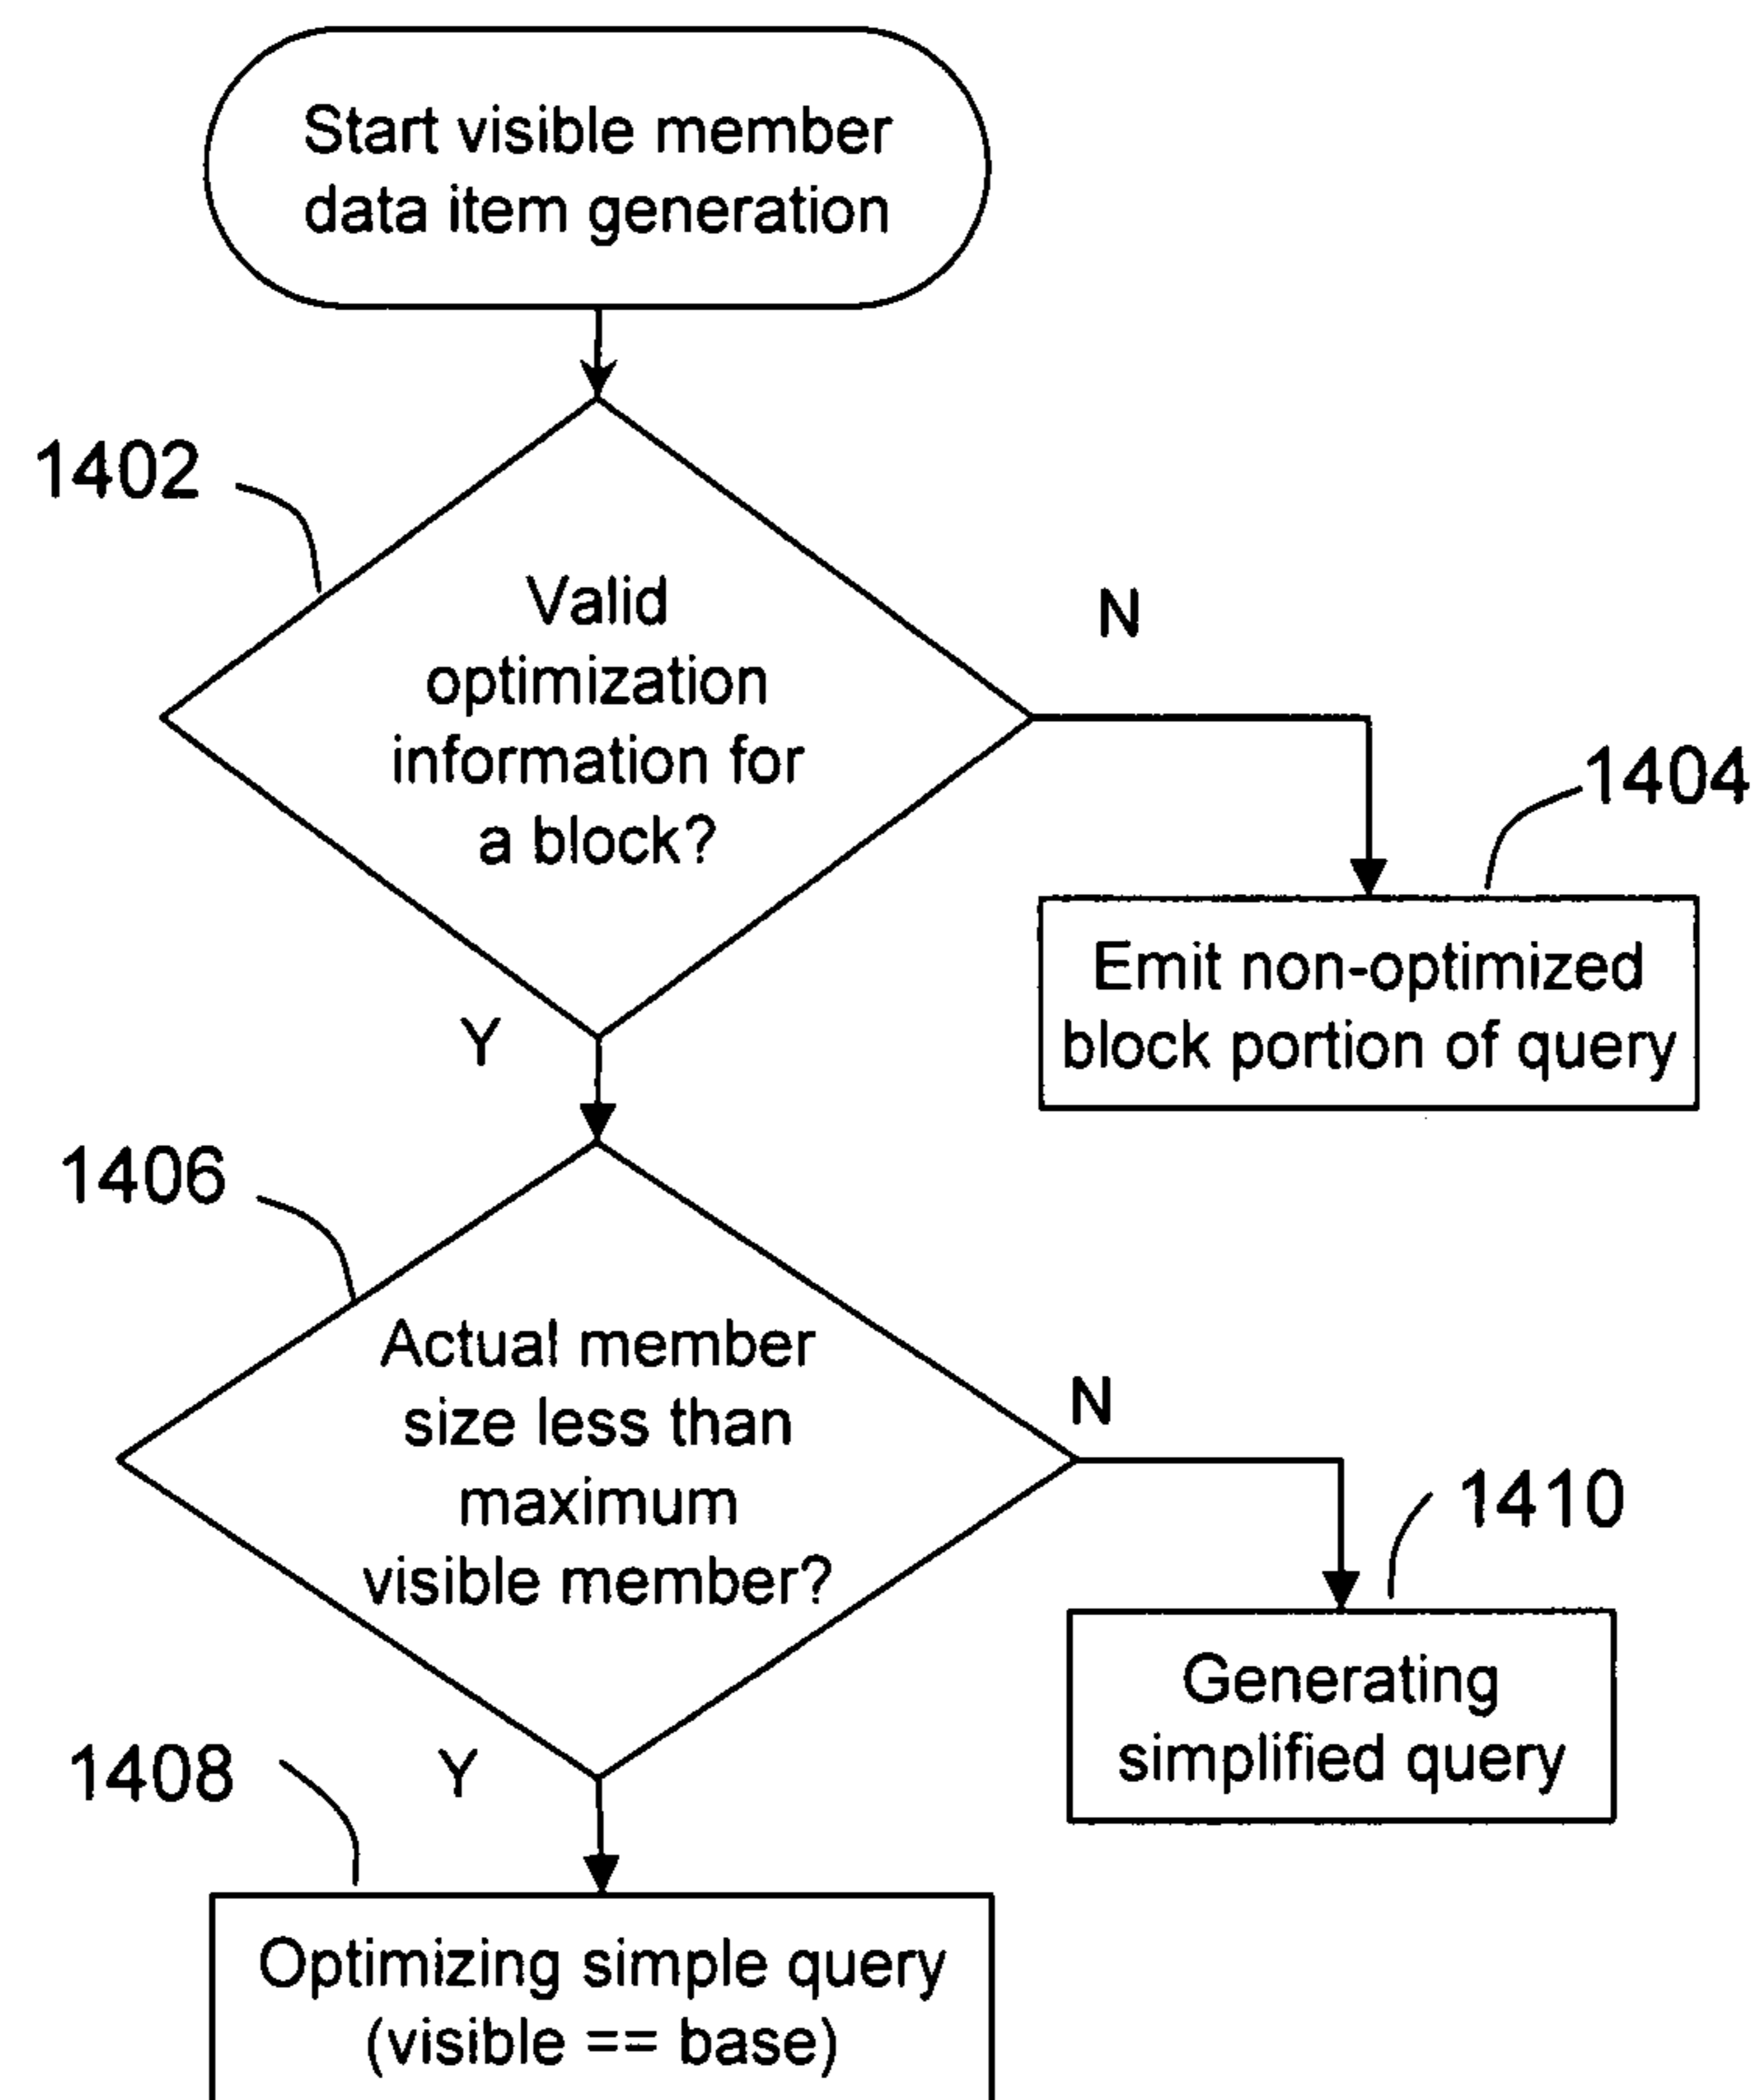 Start visible member
data item generation
1402
Valid
optimization
information for
a block?
N
1404
Emit non-optimized
block portion of query
Y
1406
Actual member
size less than
maximum
visible member?
N
1410
Generating
simplified query
1408
Y
Optimizing simple query
(visible == base)